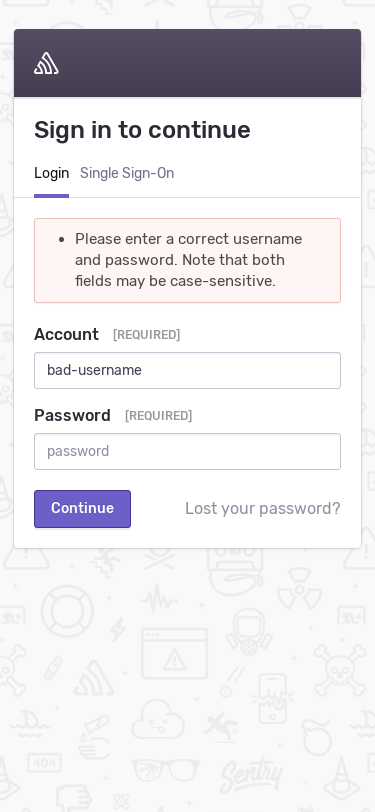 Sign in to continue
Login Single Sign-On
Please enter a correct username
and password. Note that both
fields may be case-sensitive.
Account [REQUIRED]
bad-username
Password [REQUIRED]
password
Continue Lost your password?
404
Sentry